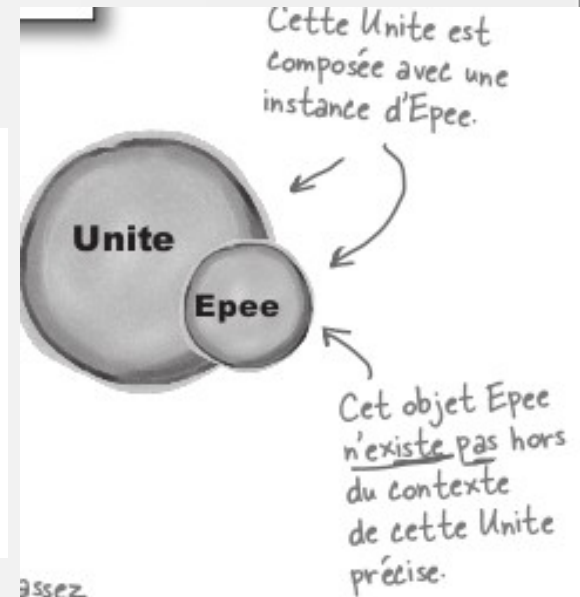 Cette Unite est
composée avec une
instance d'Epee.
Unite
Epee
Cet objet Epee
n'existe pas hors
du contexte
de cette Unite
précise.
assez